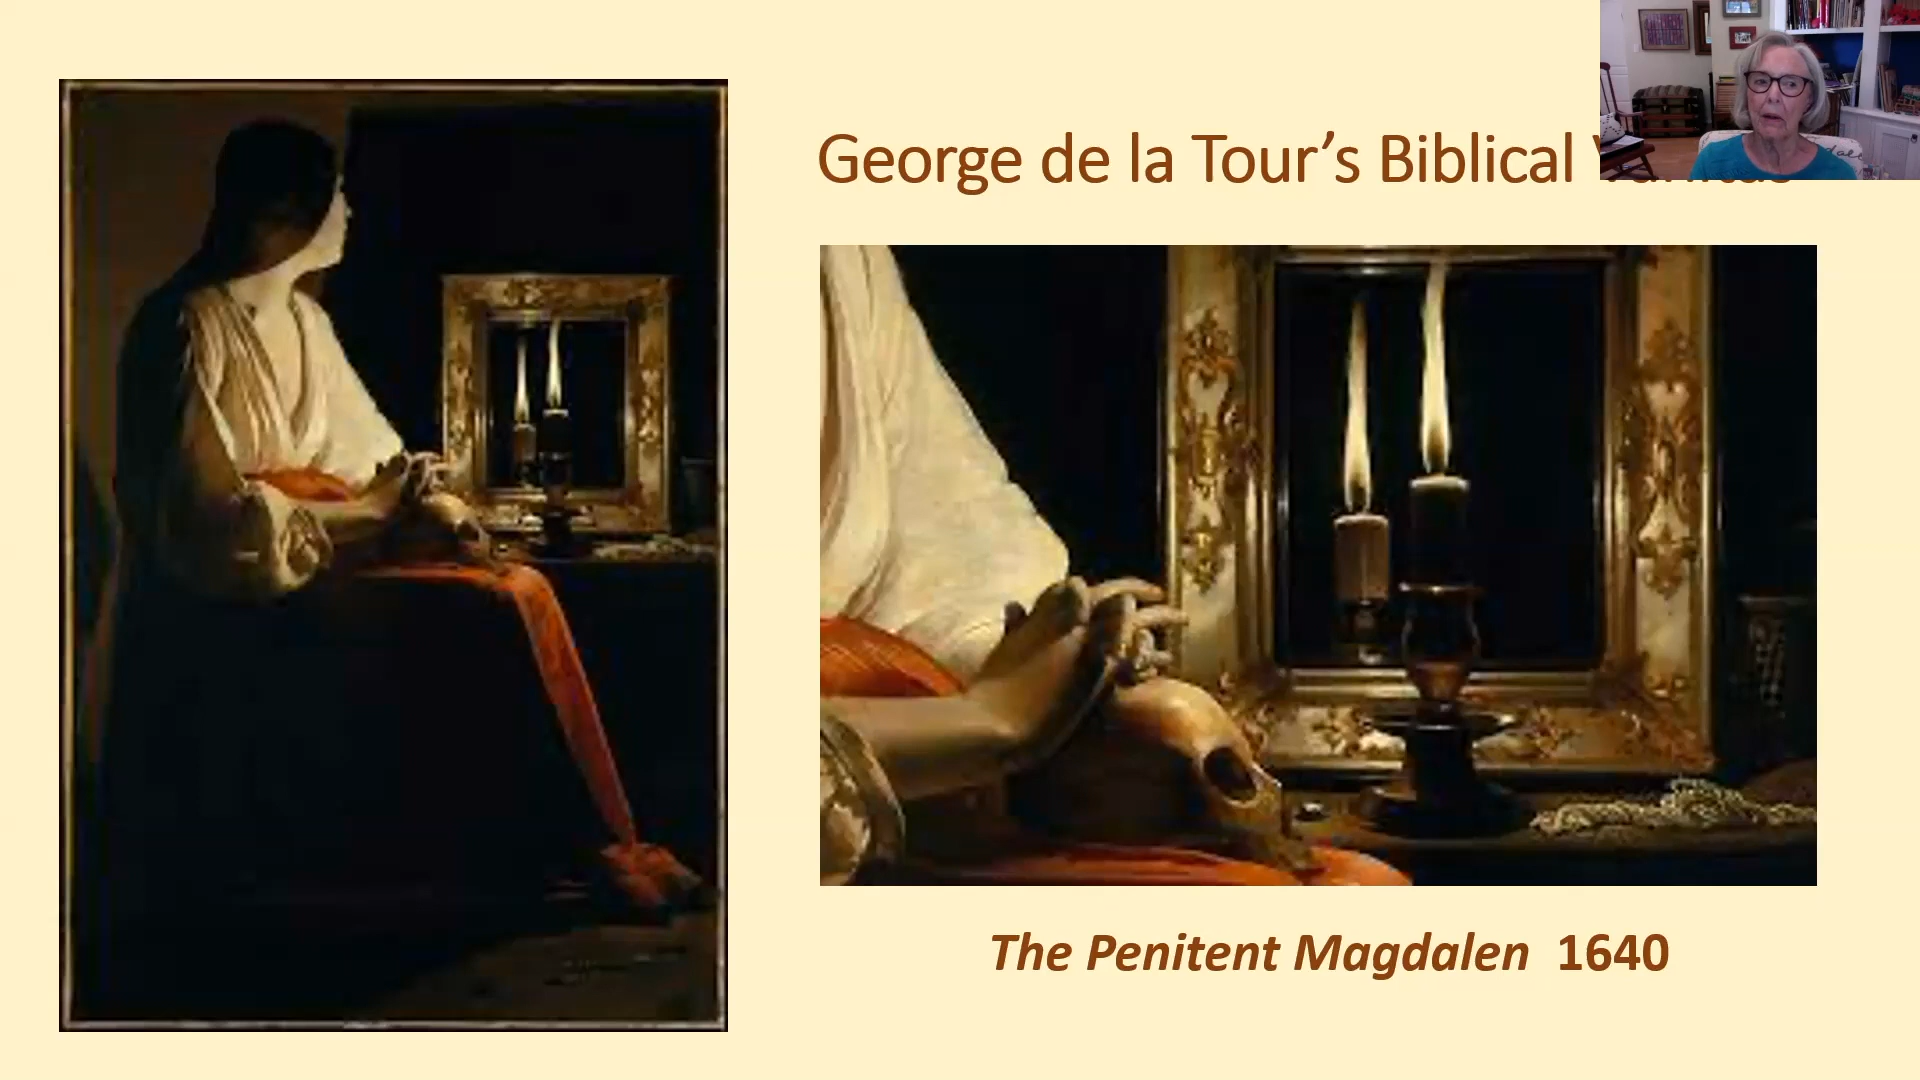 George de la Tour’s Biblical
The Penitent Magdalen 1640